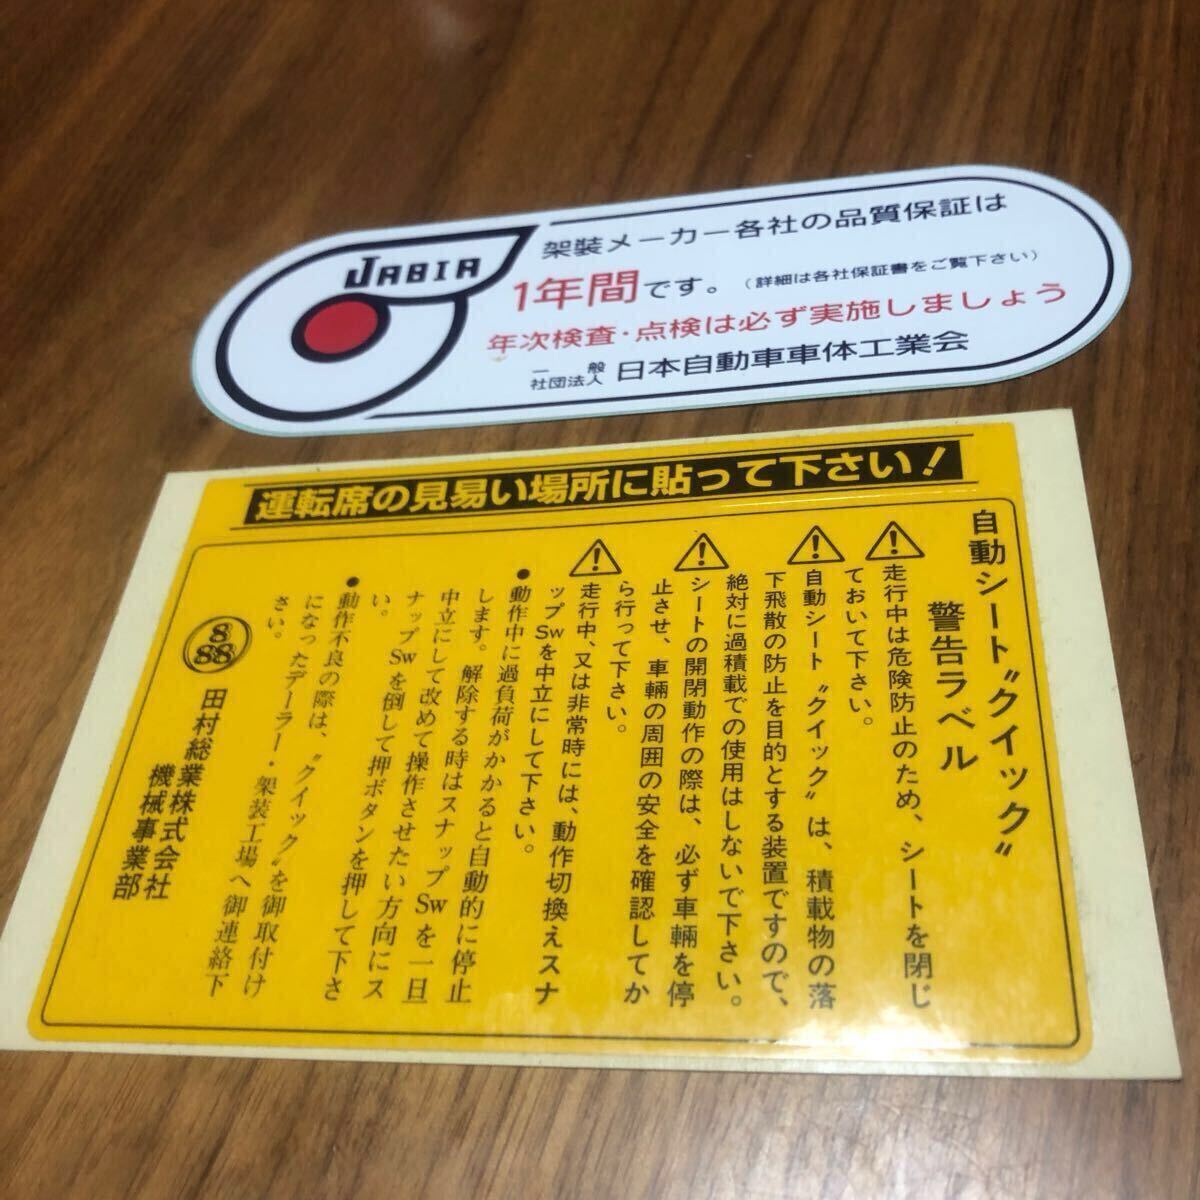 JABIA
架装メーカー各社の品質保証は
1年間です。(詳細は各社保証書をご覧下さい)
年次検査・点検は必ず実施しましょう
一般
社団法人 日本自動車車体工業会
運転席の見易い場所に貼って下さい!
自動シート〝クイック〟
警告ラベル
走行中は危険防止のため、シートを閉じ
ておいて下さい。
自動シート〝クイック〟は、積載物の落
下飛散の防止を目的とする装置ですので、
絶対に過積載での使用はしないで下さい。
シートの開閉動作の際は、必ず車輛を停
止させ、車輛の周囲の安全を確認してか
ら行って下さい。
走行中、又は非常時には、動作切換えスナ
ップSwを中立にして下さい。
●動作中に過負荷がかかると自動的に停止
します。解除する時はスナップSwを一旦
中立にして改めて操作させたい方向にス
ナップSwを倒して押ボタンを押して下さ
い。
●動作不良の際は、〝クイック〟を御取付け
になったデーラー・架装工場へ御連絡下
さい。
8
88
田村総業株式会社
機械事業部